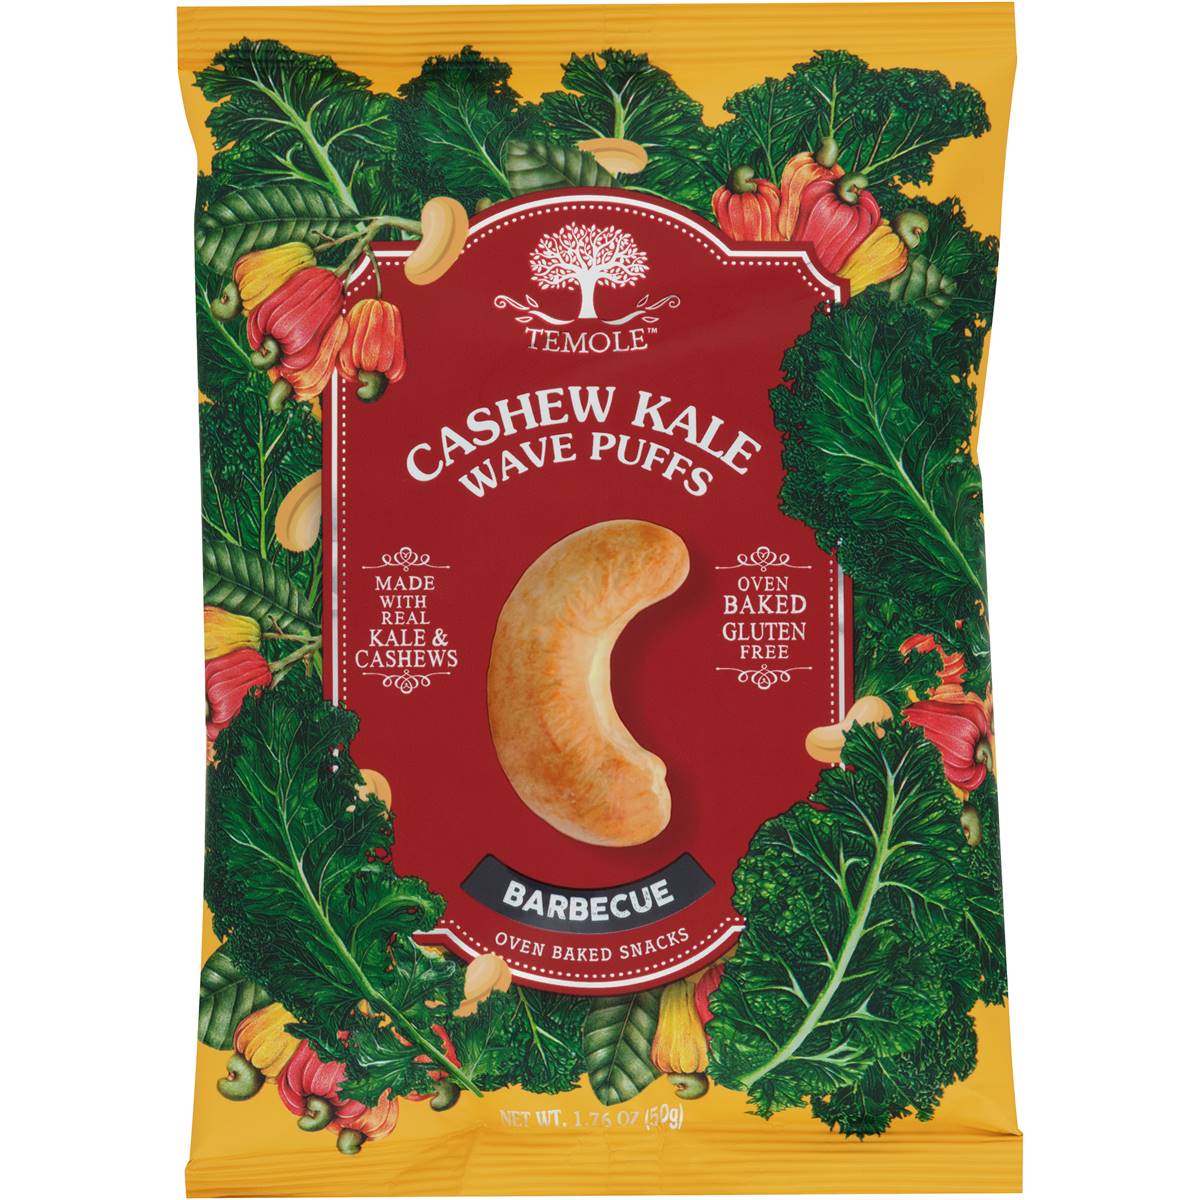 TEMOLE™
CASHEW KALE
WAVE PUFFS
MADE
WITH
REAL
KALE &
CASHEWS
OVEN
BAKED
GLUTEN
FREE
BARBECUE
OVEN BAKED SNACKS
NET WT. 1.76 OZ (50g)